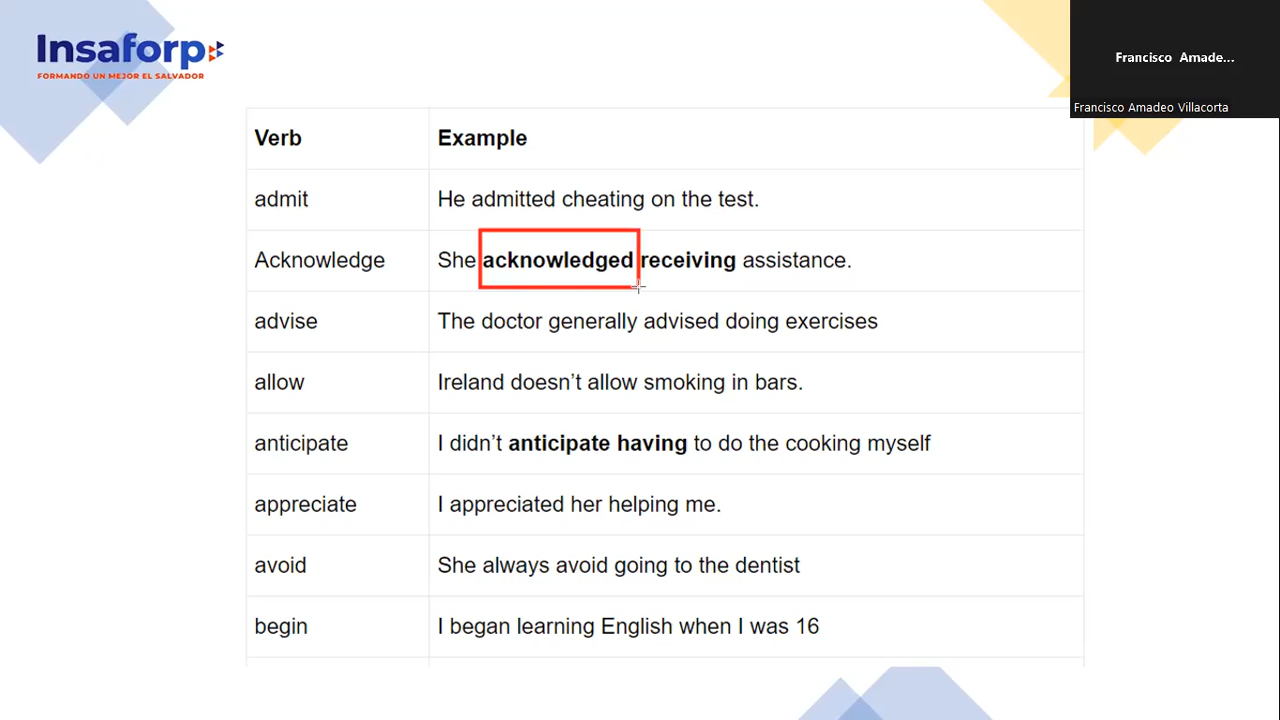 Insaforp
FORMANDO UN MEJOR EL SALVADOR
Francisco Amade...
Francisco Amadeo Villacorta
Verb Example
admit He admitted cheating on the test.
Acknowledge She acknowledged receiving assistance.
advise The doctor generally advised doing exercises
allow Ireland doesn’t allow smoking in bars.
anticipate I didn’t anticipate having to do the cooking myself
appreciate I appreciated her helping me.
avoid She always avoid going to the dentist
begin I began learning English when I was 16